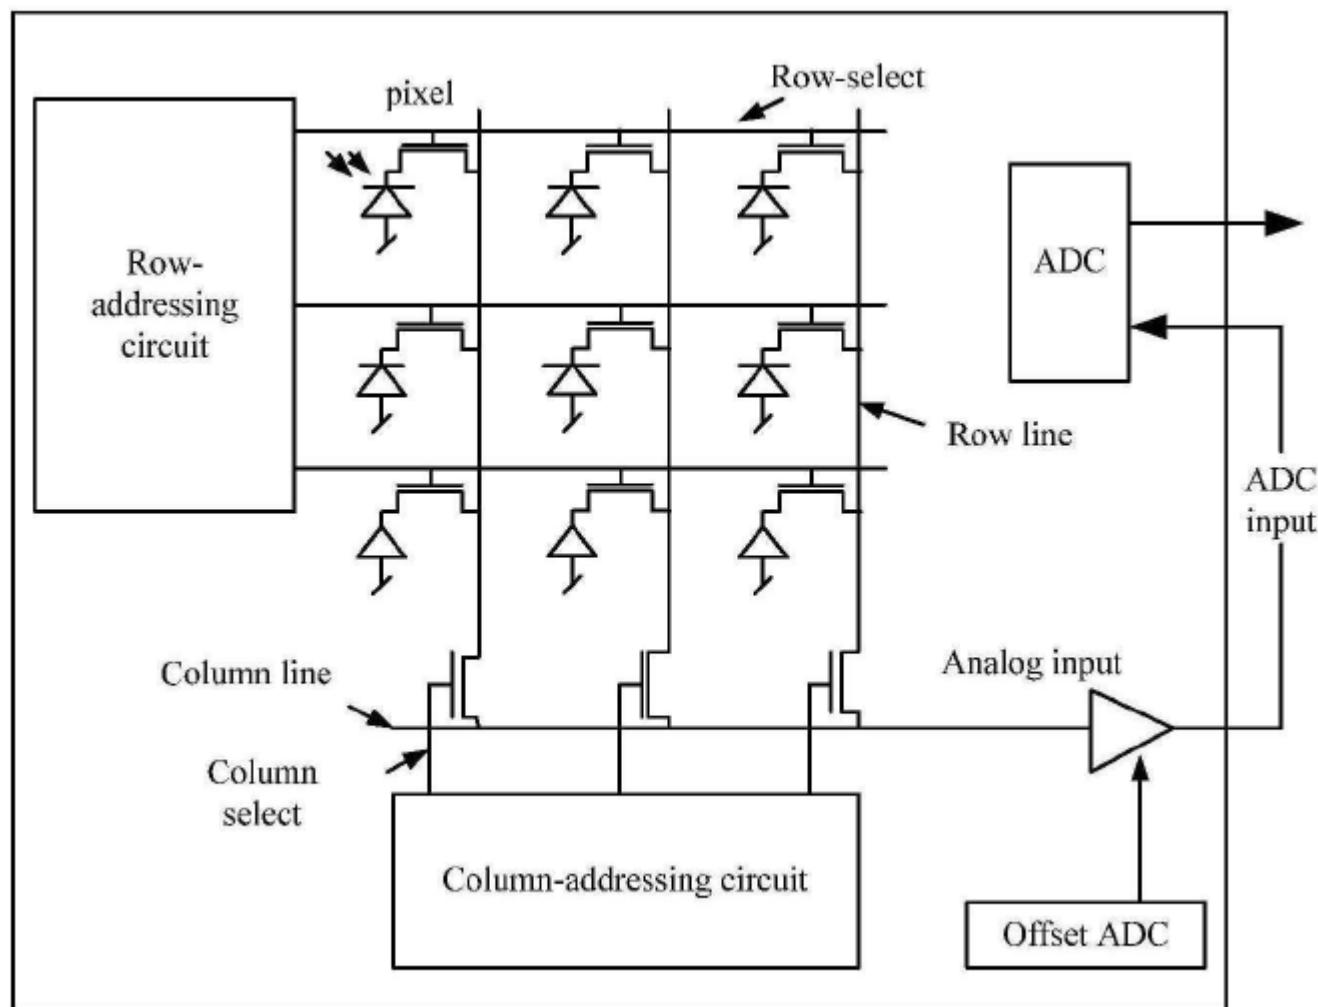 Row-select
pixel
Row-
addressing
circuit
ADC
Row line
ADC
input
Column line
Analog input
Column
select
Column-addressing circuit
Offset ADC